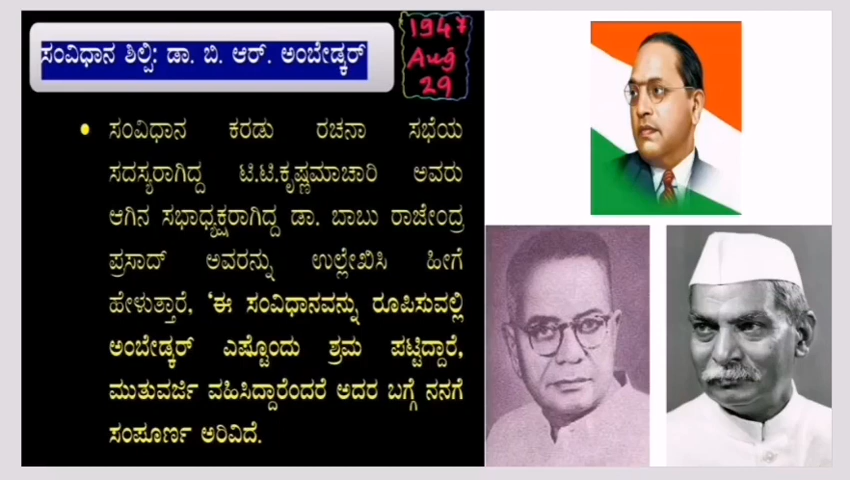 ಸಂವಿಧಾನ ಶಿಲ್ಪಿ: ಡಾ. ಬಿ. ಆರ್. ಅಂಬೇಡ್ಕರ್
1947
Aug
29
• ಸಂವಿಧಾನ ಕರಡು ರಚನಾ ಸಭೆಯ
ಸದಸ್ಯರಾಗಿದ್ದ ಟಿ.ಟಿ.ಕೃಷ್ಣಮಾಚಾರಿ ಅವರು
ಆಗಿನ ಸಭಾಧ್ಯಕ್ಷರಾಗಿದ್ದ ಡಾ. ಬಾಬು ರಾಜೇಂದ್ರ
ಪ್ರಸಾದ್ ಅವರನ್ನು ಉಲ್ಲೇಖಿಸಿ ಹೀಗೆ
ಹೇಳುತ್ತಾರೆ, 'ಈ ಸಂವಿಧಾನವನ್ನು ರೂಪಿಸುವಲ್ಲಿ
ಅಂಬೇಡ್ಕರ್ ಎಷ್ಟೊಂದು ಶ್ರಮ ಪಟ್ಟಿದ್ದಾರೆ,
ಮುತುವರ್ಜಿ ವಹಿಸಿದ್ದಾರೆಂದರೆ ಅದರ ಬಗ್ಗೆ ನನಗೆ
ಸಂಪೂರ್ಣ ಅರಿವಿದೆ.